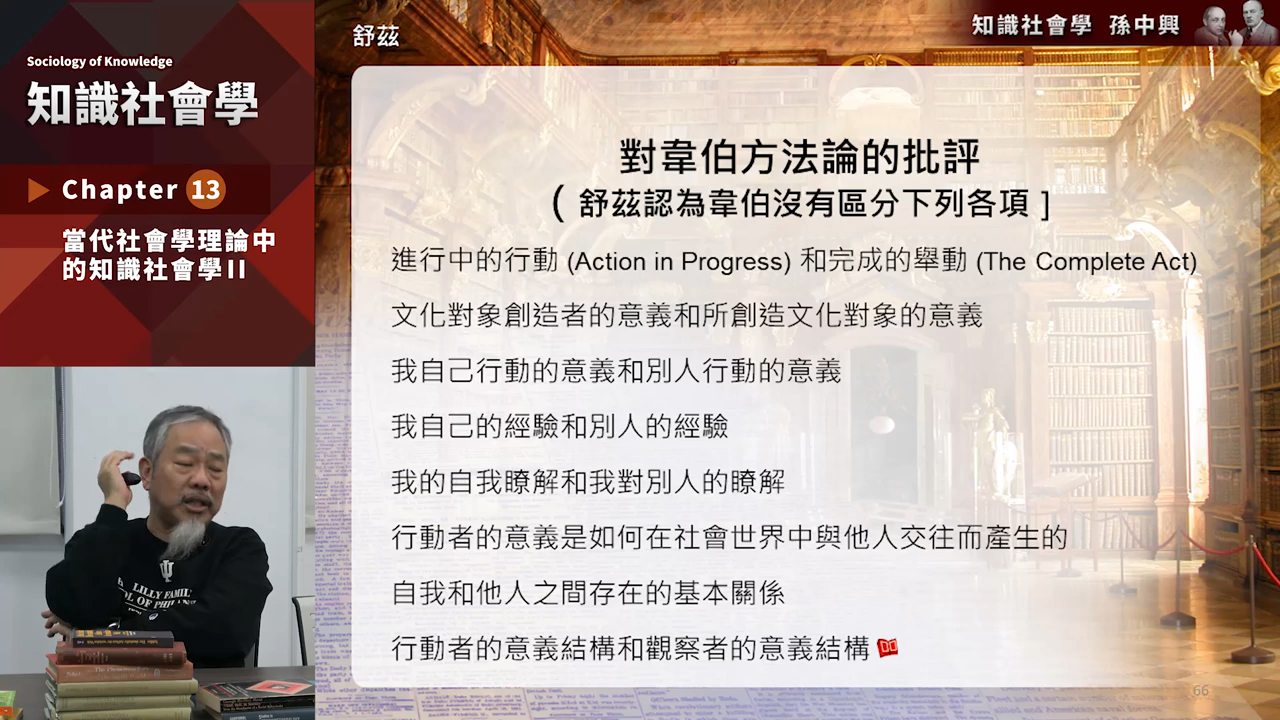 舒茲
知識社會學 孫中興
Sociology of Knowledge
知識社會學
Chapter 13
當代社會學理論中
的知識社會學II
對韋伯方法論的批評
( 舒茲認為韋伯沒有區分下列各項 ]
進行中的行動 (Action in Progress) 和完成的舉動 (The Complete Act)
文化對象創造者的意義和所創造文化對象的意義
我自己行動的意義和別人行動的意義
我自己的經驗和別人的經驗
我的自我瞭解和我對別人的瞭解
行動者的意義是如何在社會世界中與他人交往而產生的
自我和他人之間存在的基本關係
行動者的意義結構和觀察者的意義結構
66
LILLY FAMIL
OL OF PHIL